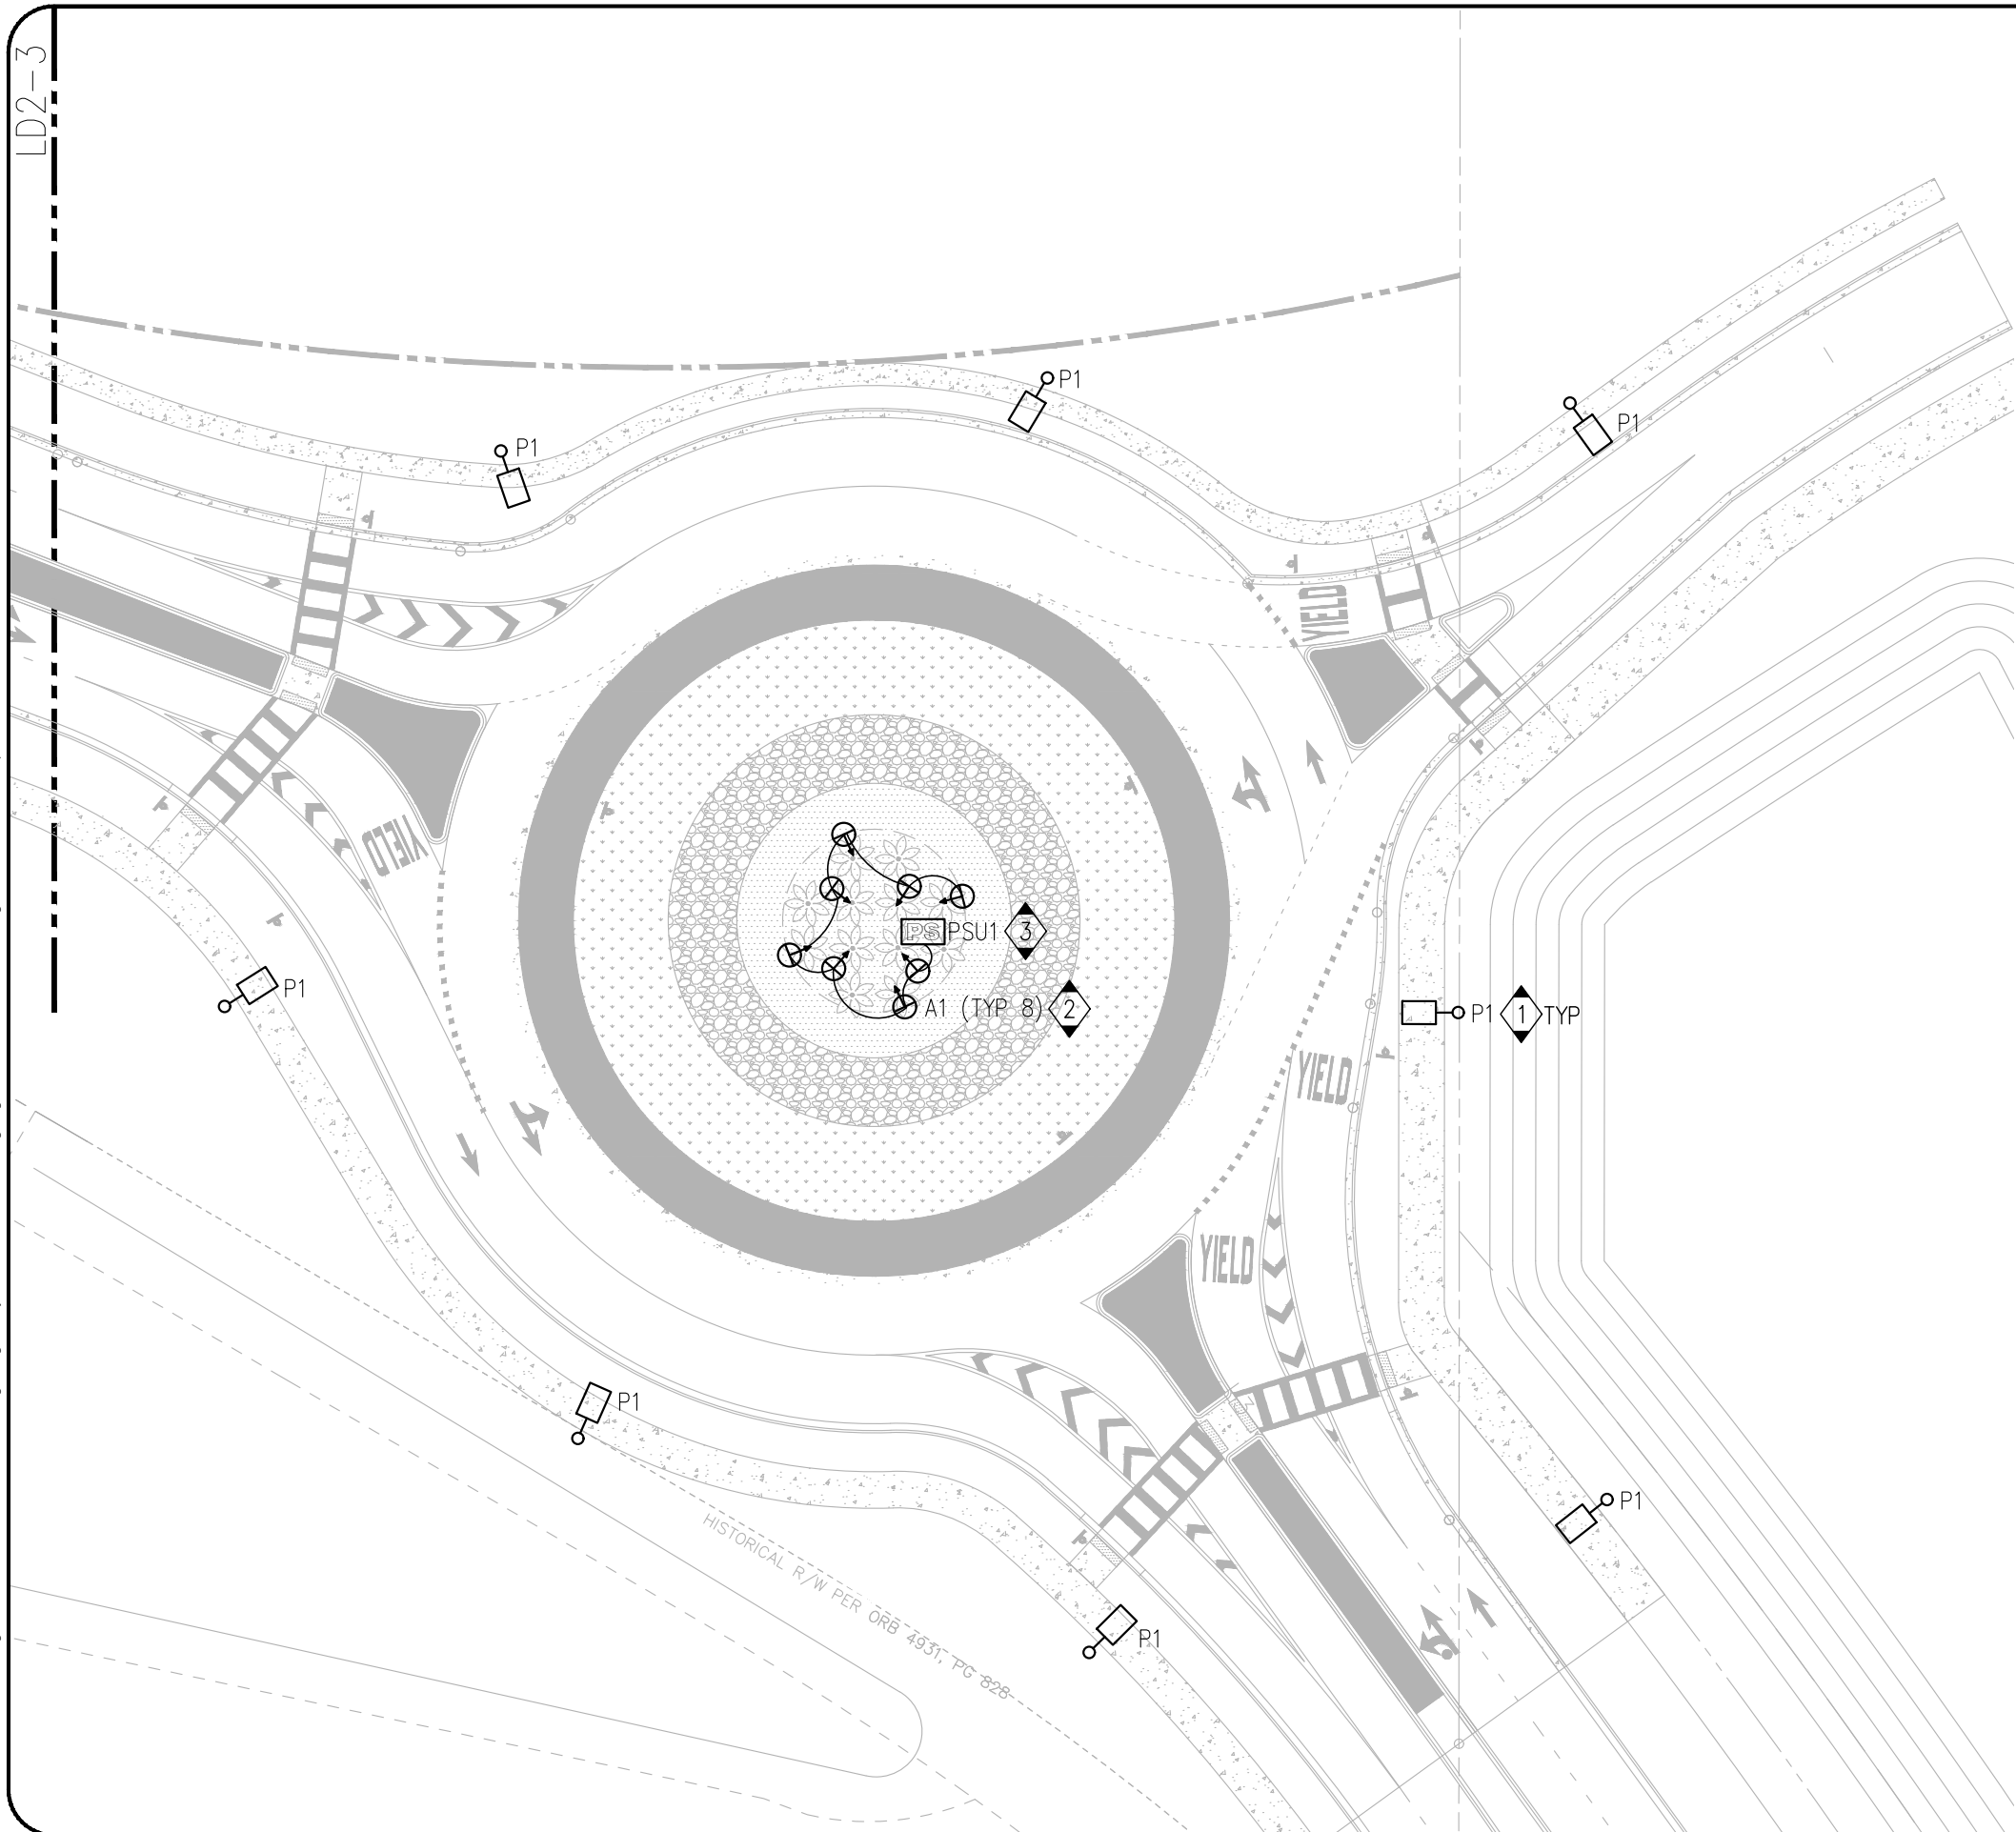 LD2-3
P1
P1
P1
YIELD
YIELD
PS PSU1 3
A1 (TYP 8) 2
P1
P1 1 TYP
YIELD
YIELD
P1
P1
P1
HISTORICAL R/W PER ORB 4931, PG 828